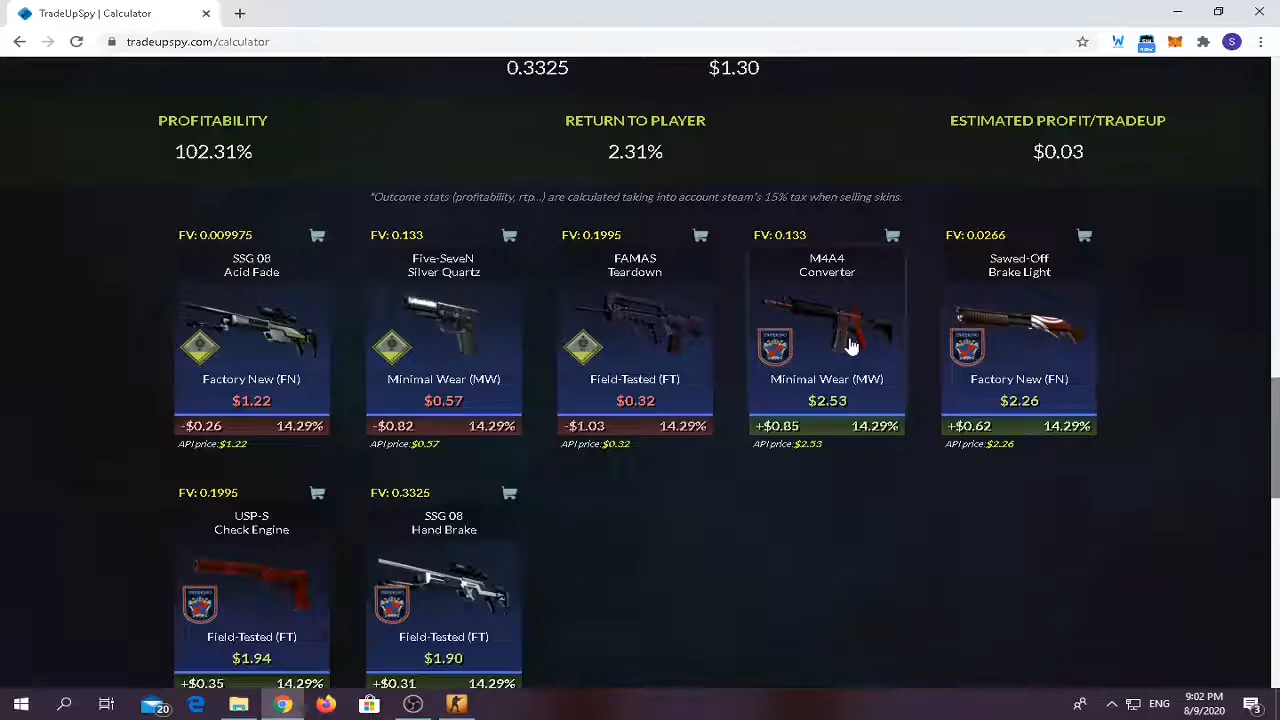 TradeUpSpy | Calculator
tradeupspy.com/calculator
0.3325 $1.30
PROFITABILITY RETURN TO PLAYER ESTIMATED PROFIT/TRADEUP
102.31% 2.31% $0.03
*Outcome stats (profitability, rtp...) are calculated taking into account steam's 15% tax when selling skins.
FV: 0.009975 FV: 0.133 FV: 0.1995 FV: 0.133 FV: 0.0266
SSG 08 Five-SeveN FAMAS M4A4 Sawed-Off
Acid Fade Silver Quartz Teardown Converter Brake Light
Factory New (FN) Minimal Wear (MW) Field-Tested (FT) Minimal Wear (MW) Factory New (FN)
$1.22 $0.57 $0.32 $2.53 $2.26
-$0.26 14.29% -$0.82 14.29% -$1.03 14.29% +$0.85 14.29% +$0.62 14.29%
API price:$1.22 API price:$0.57 API price:$0.32 API price:$2.53 API price:$2.26
FV: 0.1995 FV: 0.3325
USP-S SSG 08
Check Engine Hand Brake
Field-Tested (FT) Field-Tested (FT)
$1.94 $1.90
+$0.35 14.29% +$0.31 14.29%
20 ENG 9:02 PM
8/9/2020 3